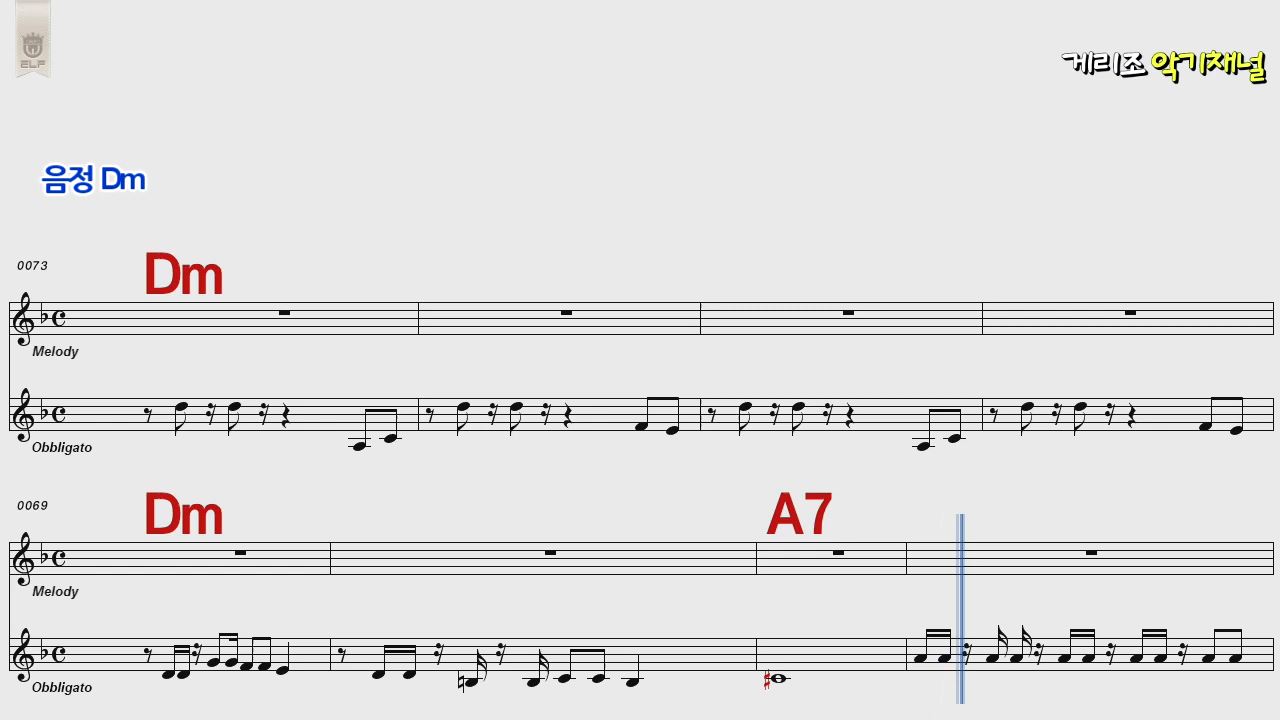 ELF
게리조 악기채널
음정 Dm
0073
Dm
Melody
Obbligato
0069
Dm
A7
Melody
Obbligato